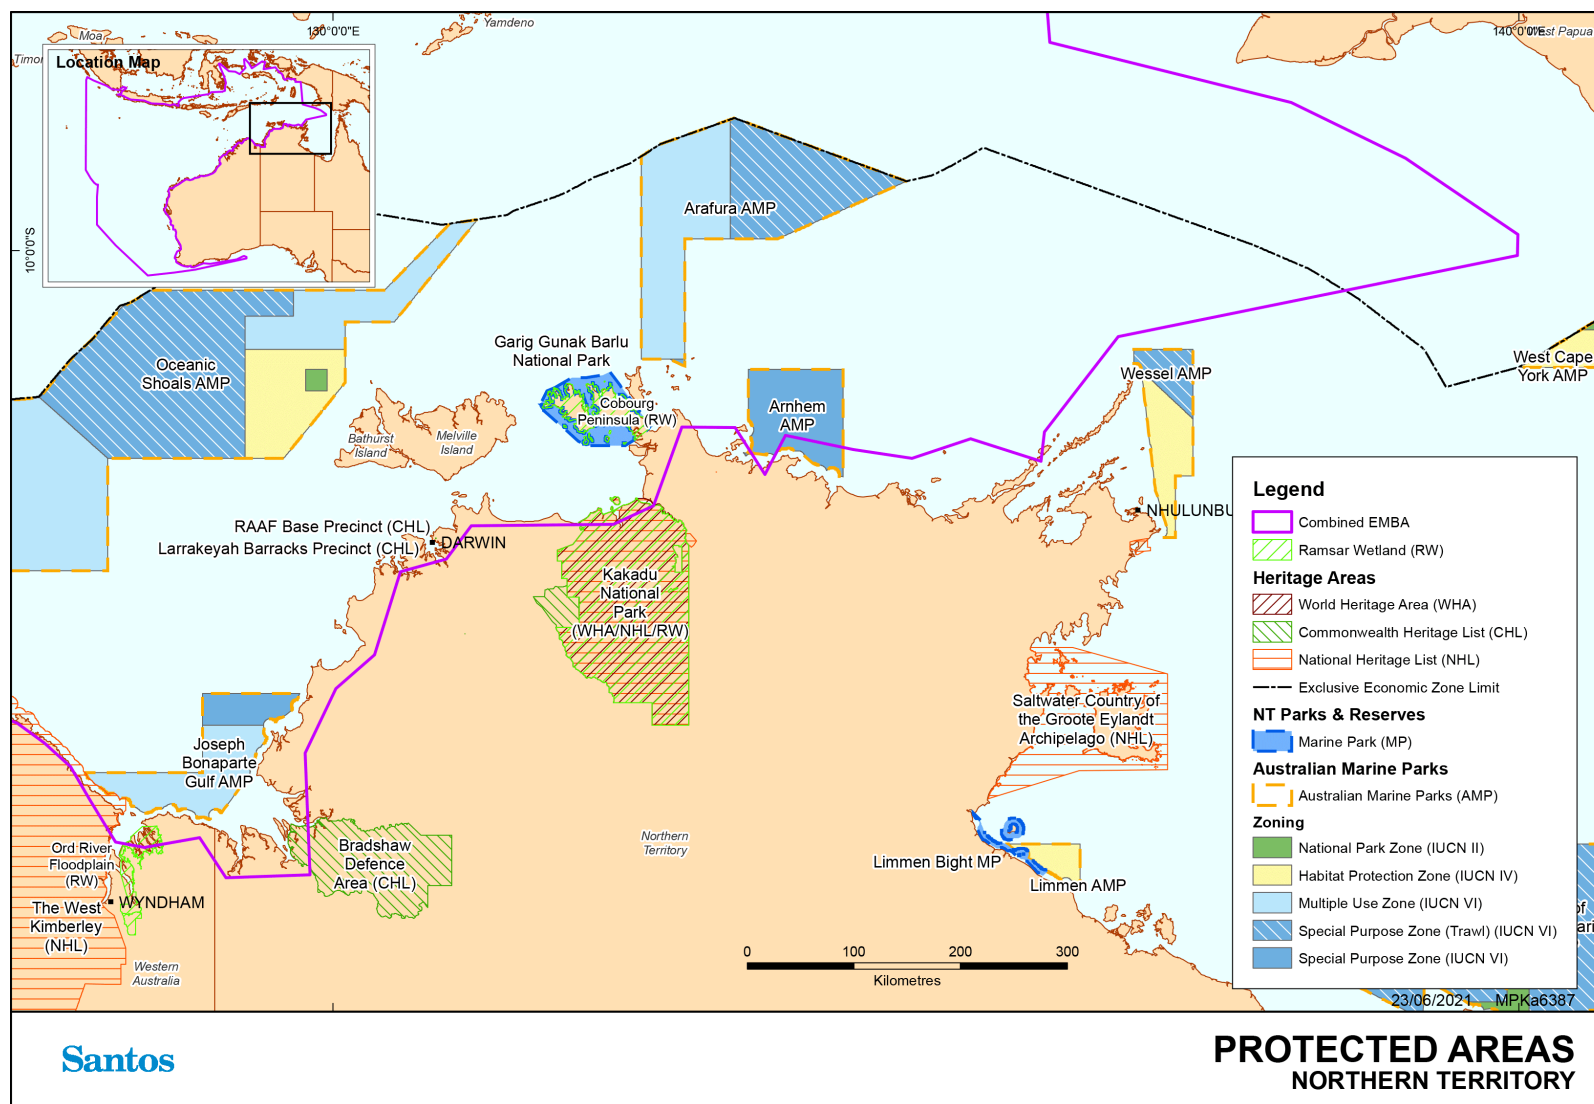 Yamdeno
Moa
130°0'0"E
140°0'0"E
West Papua
Timor
Location Map
10°0'0"S
Arafura AMP
Garig Gunak Barlu
National Park
Oceanic
Shoals AMP
West Cape
York AMP
Wessel AMP
Cobourg
Peninsula (RW)
Arnhem
AMP
Bathurst
Island
Melville
Island
RAAF Base Precinct (CHL)
Larrakeyah Barracks Precinct (CHL)
DARWIN
NHULUNBU
Kakadu
National
Park
(WHA/NHL/RW)
Saltwater Country of
the Groote Eylandt
Archipelago (NHL)
Joseph
Bonaparte
Gulf AMP
Ord River
Floodplain
(RW)
Bradshaw
Defence
Area (CHL)
Northern
Territory
Limmen Bight MP
Limmen AMP
WYNDHAM
The West
Kimberley
(NHL)
Western
Australia
0 100 200 300
Kilometres
Legend
Combined EMBA
Ramsar Wetland (RW)
Heritage Areas
World Heritage Area (WHA)
Commonwealth Heritage List (CHL)
National Heritage List (NHL)
Exclusive Economic Zone Limit
NT Parks & Reserves
Marine Park (MP)
Australian Marine Parks
Australian Marine Parks (AMP)
Zoning
National Park Zone (IUCN II)
Habitat Protection Zone (IUCN IV)
Multiple Use Zone (IUCN VI)
Special Purpose Zone (Trawl) (IUCN VI)
Special Purpose Zone (IUCN VI)
23/06/2021 MPKa6387
Santos
PROTECTED AREAS
NORTHERN TERRITORY